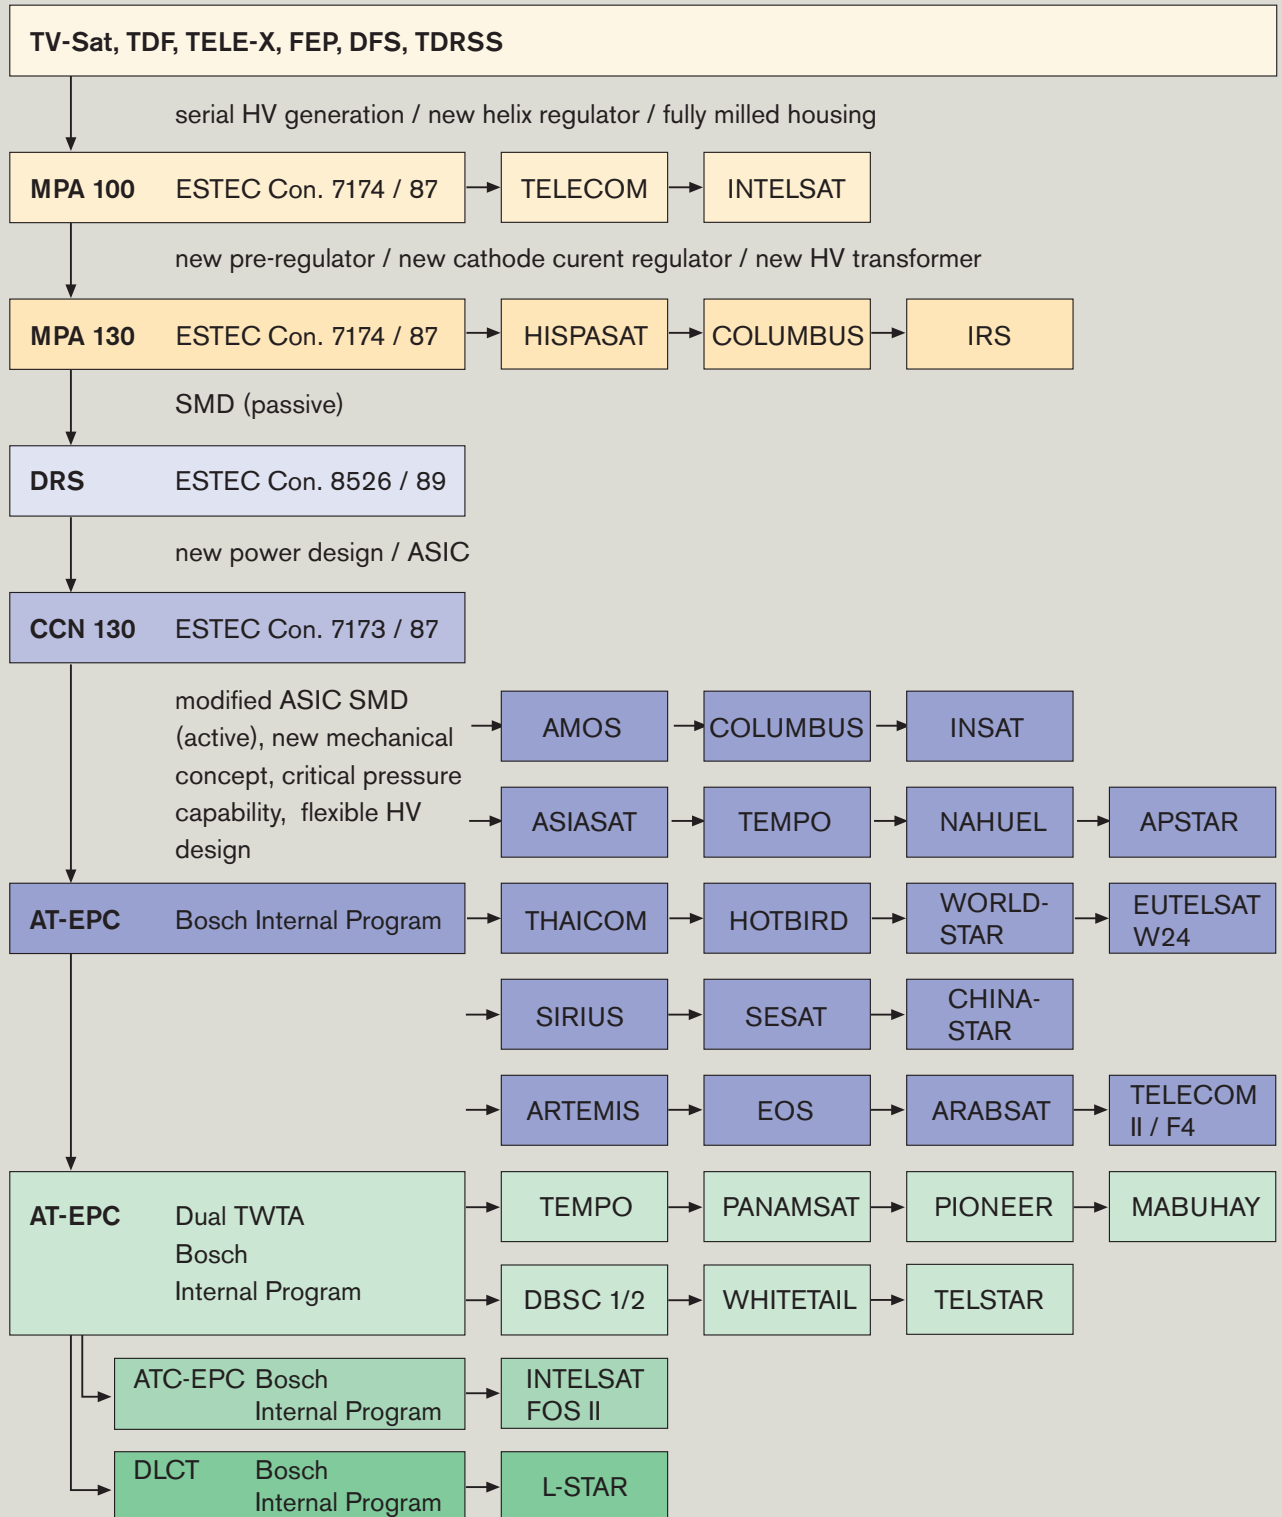 TV-Sat, TDF, TELE-X, FEP, DFS, TDRSS
serial HV generation / new helix regulator / fully milled housing
MPA 100 ESTEC Con. 7174 / 87 TELECOM INTELSAT
new pre-regulator / new cathode curent regulator / new HV transformer
MPA 130 ESTEC Con. 7174 / 87 HISPASAT COLUMBUS IRS
SMD (passive)
DRS ESTEC Con. 8526 / 89
new power design / ASIC
CCN 130 ESTEC Con. 7173 / 87
modified ASIC SMD
(active), new mechanical
concept, critical pressure
capability, flexible HV
design
AMOS COLUMBUS INSAT
ASIASAT TEMPO NAHUEL APSTAR
AT-EPC Bosch Internal Program THAICOM HOTBIRD
WORLD-
STAR
EUTELSAT
W24
SIRIUS SESAT
CHINA-
STAR
ARTEMIS EOS ARABSAT
TELECOM
II / F4
AT-EPC Dual TWTA
Bosch
Internal Program
TEMPO PANAMSAT PIONEER MABUHAY
DBSC 1/2 WHITETAIL TELSTAR
ATC-EPC Bosch
Internal Program
INTELSAT
FOS II
DLCT Bosch
Internal Program
L-STAR